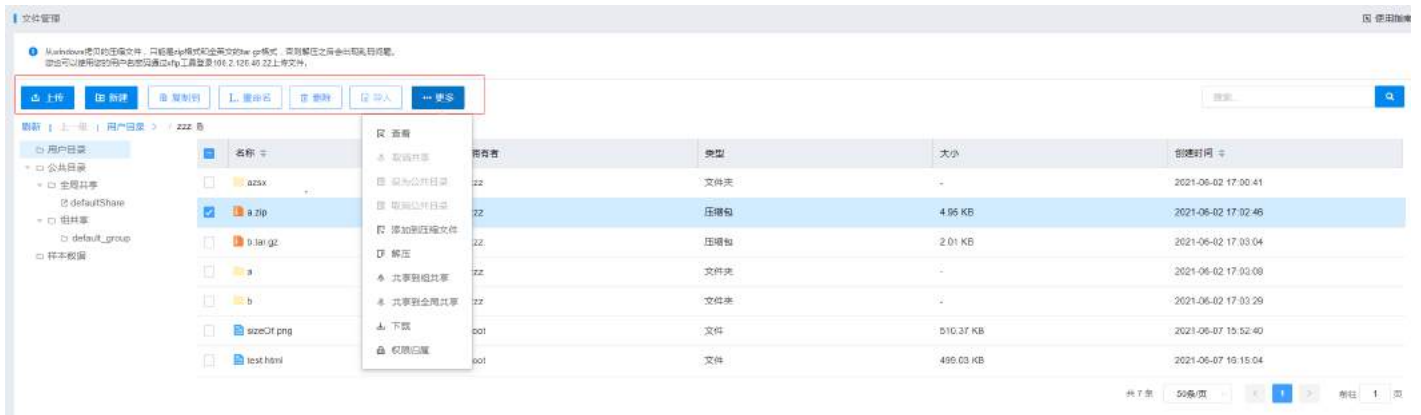 文件管理
使用指南
从windows拷贝的压缩文件，只能是zip格式和全英文的tar.gz格式，否则解压之后会出现乱码问题。
您也可以使用您的用户名密码通过xftp工具登录
上传文件。
上传 新建 复制到 重命名 删除 导入 更多
搜索...
刷新 | 上一级 | 用户目录 > / zzz
用户目录
公共目录
全局共享
defaultShare
组共享
default_group
样本数据
名称 拥有者 类型 大小 创建时间
azsx zz 文件夹 - 2021-06-02 17:00:41
a.zip zz 压缩包 4.95 KB 2021-06-02 17:02:46
b.tar.gz zz 压缩包 2.01 KB 2021-06-02 17:03:04
a zz 文件夹 - 2021-06-02 17:03:08
b zz 文件夹 - 2021-06-02 17:03:29
sizeOf.png oot 文件 510.37 KB 2021-06-07 15:52:40
test.html oot 文件 499.03 KB 2021-06-07 16:15:04
查看
取消共享
设为公共目录
取消公共目录
添加到压缩文件
解压
共享到组共享
共享到全局共享
下载
权限归属
共 7 条 50条/页 1 前往 1 页